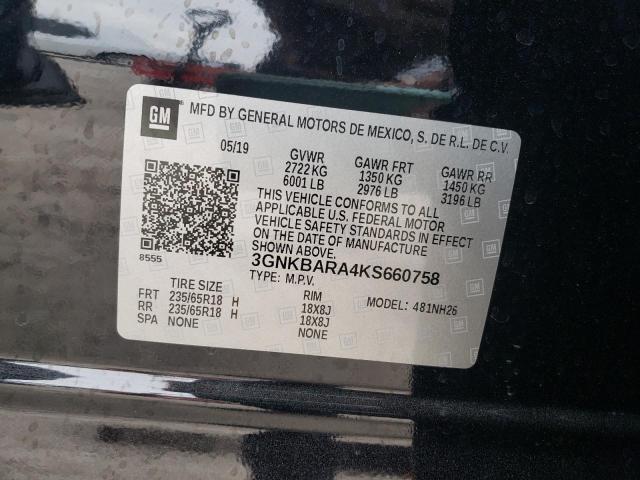 GM
MFD BY GENERAL MOTORS DE MEXICO, S. DE R.L. DE C.V.
05/19 GVWR GAWR FRT GAWR RR
2722 KG 1350 KG 1450 KG
6001 LB 2976 LB 3196 LB
THIS VEHICLE CONFORMS TO ALL
APPLICABLE U.S. FEDERAL MOTOR
VEHICLE SAFETY STANDARDS IN EFFECT
ON THE DATE OF MANUFACTURE
SHOWN ABOVE.
8555
3GNKBARA4KS660758
TYPE: M.P.V.
TIRE SIZE RIM MODEL: 481NH26
FRT 235/65R18 H 18X8J
RR 235/65R18 H 18X8J
SPA NONE NONE